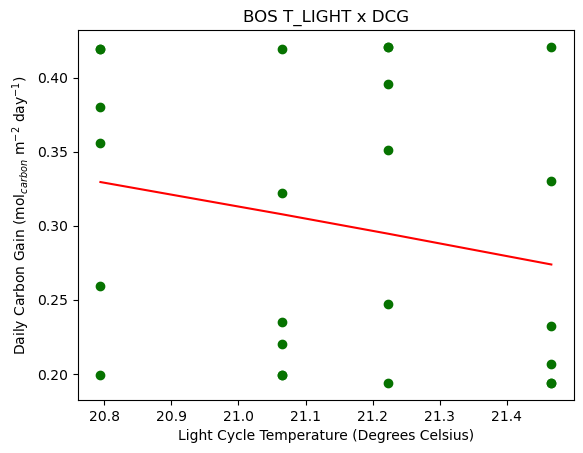 BOS T_LIGHT x DCG
Daily Carbon Gain (mol_{carbon} m^{−2} day^{−1})
0.40
0.35
0.30
0.25
0.20
20.8 20.9 21.0 21.1 21.2 21.3 21.4
Light Cycle Temperature (Degrees Celsius)